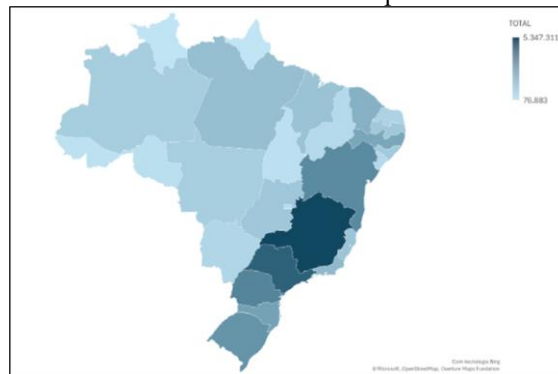 TOTAL
5.347.311
76.883
Com tecnologia Bing
© Microsoft, OpenStreetMap, Overture Maps Fundation